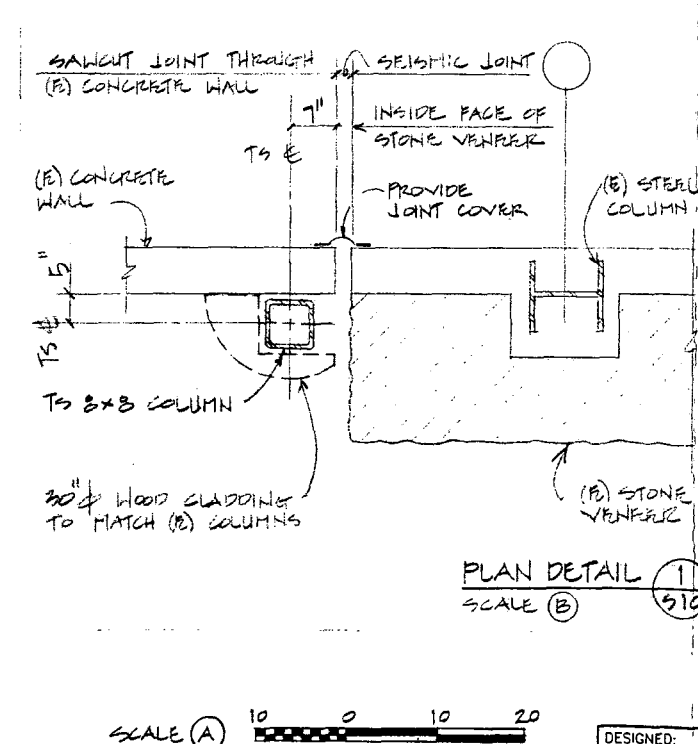 SAWCUT JOINT THROUGH
(E) CONCRETE WALL
SEISMIC JOINT
7"
INSIDE FACE OF
STONE VENEER
TS ℄
(E) CONCRETE
WALL
PROVIDE
JOINT COVER
(E) STEEL
COLUMN
5"
TS ℄
TS 8x8 COLUMN
30"ϕ WOOD CLADDING
TO MATCH (E) COLUMNS
(E) STONE
VENEER
PLAN DETAIL 1
SCALE B
S10
SCALE A 10 0 10 20
DESIGNED: